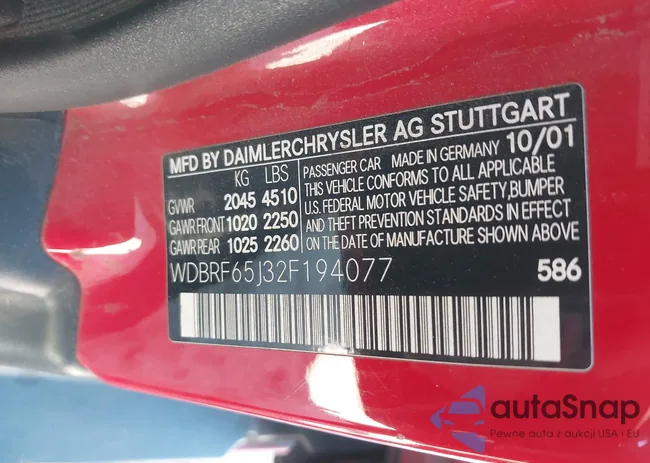 MFD BY DAIMLERCHRYSLER AG STUTTGART
KG LBS 10/01
GVWR 2045 4510
GAWR FRONT 1020 2250
GAWR REAR 1025 2260
PASSENGER CAR MADE IN GERMANY
THIS VEHICLE CONFORMS TO ALL APPLICABLE
U.S. FEDERAL MOTOR VEHICLE SAFETY,BUMPER
AND THEFT PREVENTION STANDARDS IN EFFECT
ON THE DATE OF MANUFACTURE SHOWN ABOVE
WDBRF65J32F194077 586
autaSnap
Pewne auta z aukcji USA i EU